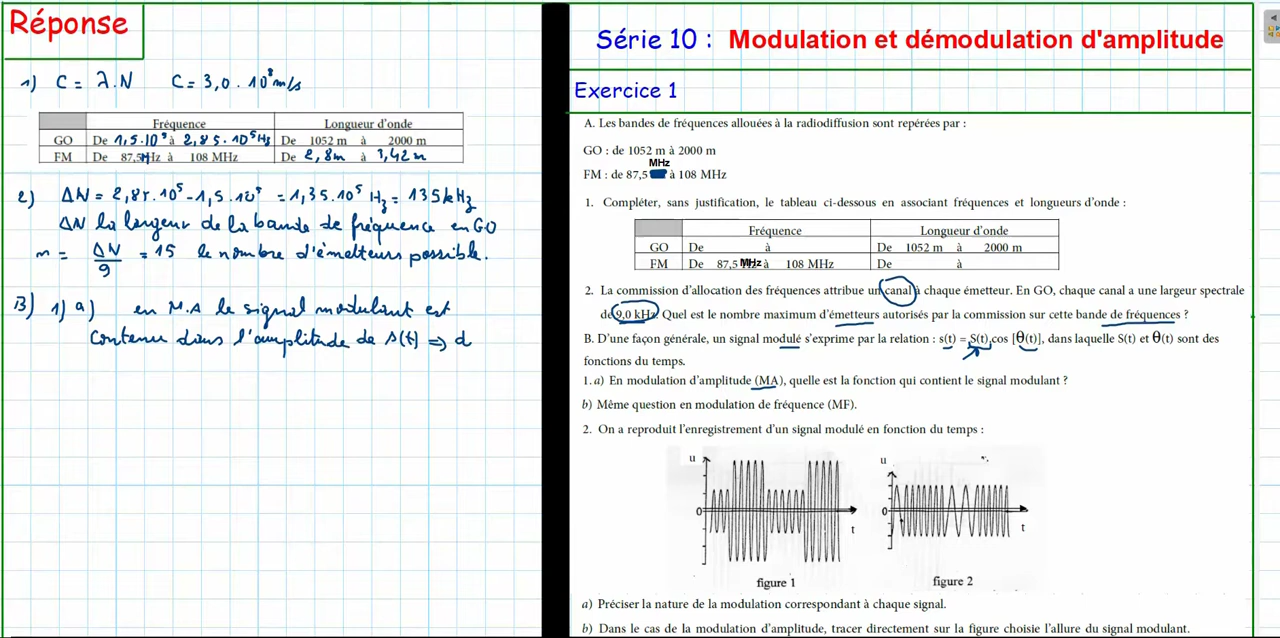 Réponse
1) C = λ.N C = 3,0 . 10⁸ m/s
Fréquence Longueur d'onde
GO De 1,5.10⁵ à 2,85.10⁵ Hz De 1052 m à 2000 m
FM De 87,5 MHz à 108 MHz De 2,8m à 3,42 m
2) ΔN = 2,85.10⁵ - 1,5.10⁵ = 1,35.10⁵ Hz = 135 kHz
ΔN la largeur de la bande de fréquence en GO
n = ΔN/9 = 15 le nombre d'émetteurs possible.
B) 1) a) en M.A le signal modulant est
contenu dans l'amplitude de s(t) => d
Série 10 : Modulation et démodulation d'amplitude
Exercice 1
A. Les bandes de fréquences allouées à la radiodiffusion sont repérées par :
GO : de 1052 m à 2000 m
FM : de 87,5 MHz à 108 MHz
1. Compléter, sans justification, le tableau ci-dessous en associant fréquences et longueurs d'onde :
Fréquence Longueur d'onde
GO De à De 1052 m à 2000 m
FM De 87,5 MHz à 108 MHz De à
2. La commission d'allocation des fréquences attribue un canal à chaque émetteur. En GO, chaque canal a une largeur spectrale
de 9,0 kHz. Quel est le nombre maximum d'émetteurs autorisés par la commission sur cette bande de fréquences ?
B. D'une façon générale, un signal modulé s'exprime par la relation : s(t) = S(t).cos [θ(t)], dans laquelle S(t) et θ(t) sont des
fonctions du temps.
1. a) En modulation d'amplitude (MA), quelle est la fonction qui contient le signal modulant ?
b) Même question en modulation de fréquence (MF).
2. On a reproduit l'enregistrement d'un signal modulé en fonction du temps :
u u
0 0
t t
figure 1 figure 2
a) Préciser la nature de la modulation correspondant à chaque signal.
b) Dans le cas de la modulation d'amplitude, tracer directement sur la figure choisie l'allure du signal modulant.